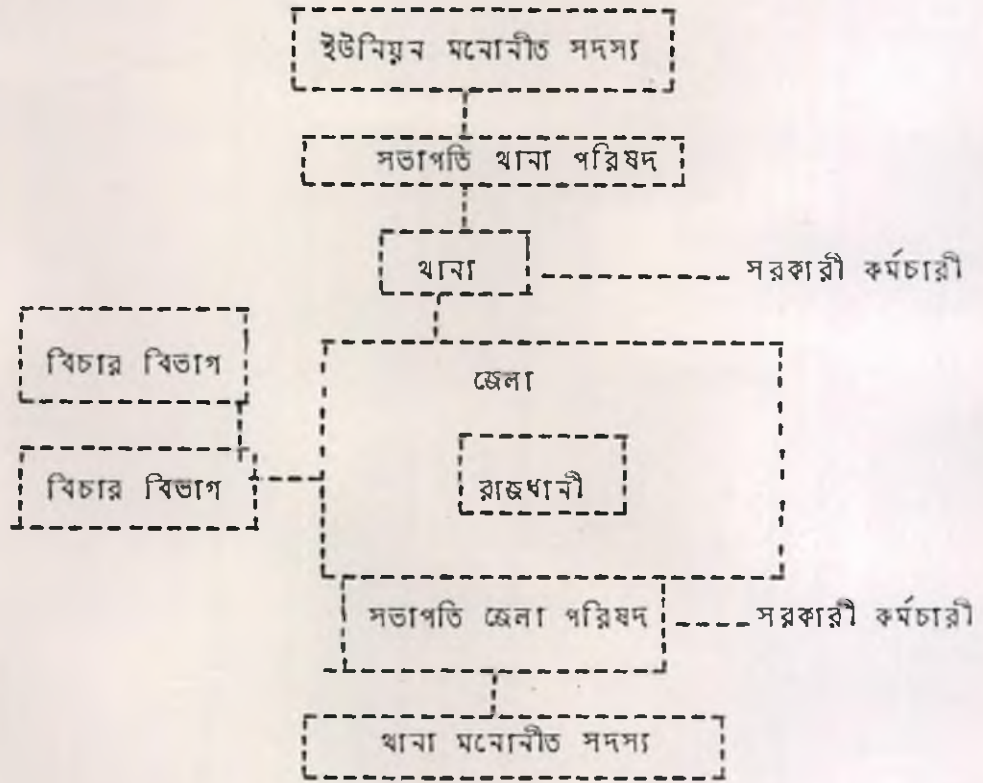 ইউনিয়ন মনোনীত সদস্য
সভাপতি থানা পরিষদ
থানা
সরকারী কর্মচারী
বিচার বিভাগ
জেলা
বিচার বিভাগ
রাজধানী
সভাপতি জেলা পরিষদ
সরকারী কর্মচারী
থানা মনোনীত সদস্য